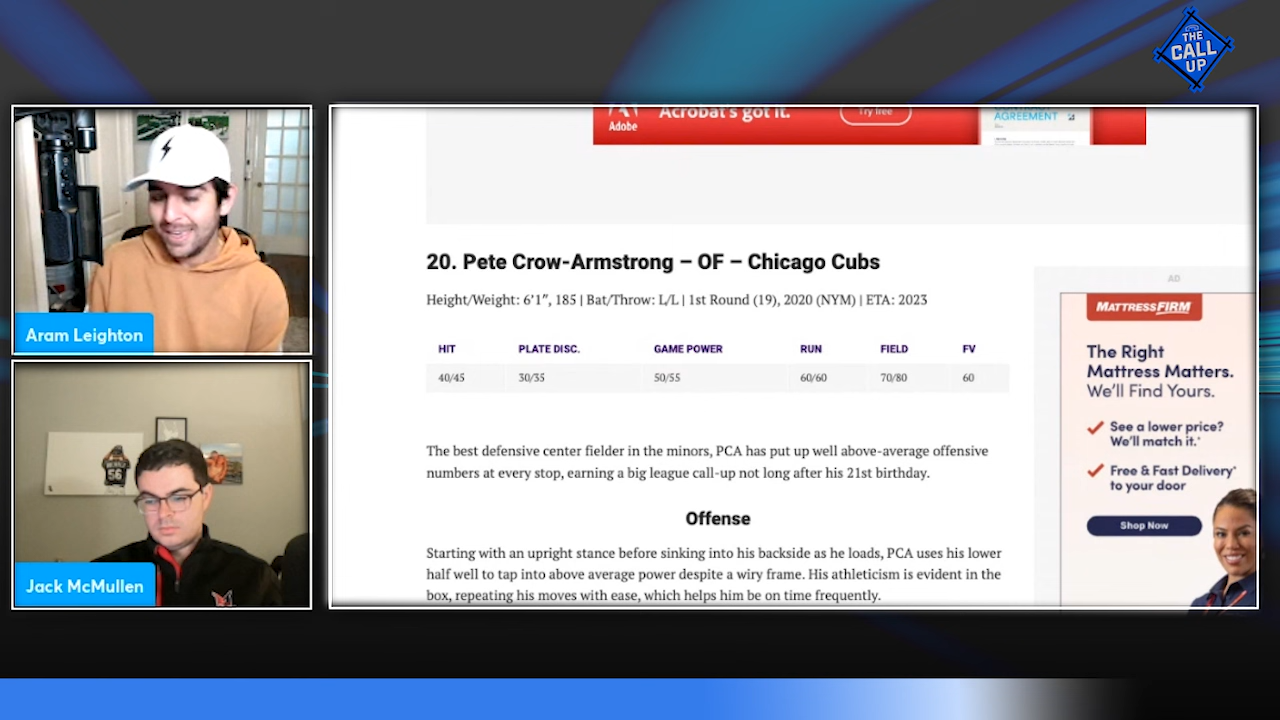 THE
CALL
UP
Adobe
Acrobat's got it.
Try free
AGREEMENT
20. Pete Crow-Armstrong – OF – Chicago Cubs
Height/Weight: 6'1", 185 | Bat/Throw: L/L | 1st Round (19), 2020 (NYM) | ETA: 2023
HIT PLATE DISC. GAME POWER RUN FIELD FV
40/45 30/35 50/55 60/60 70/80 60
The best defensive center fielder in the minors, PCA has put up well above-average offensive
numbers at every stop, earning a big league call-up not long after his 21st birthday.
Offense
Starting with an upright stance before sinking into his backside as he loads, PCA uses his lower
half well to tap into above average power despite a wiry frame. His athleticism is evident in the
box, repeating his moves with ease, which helps him be on time frequently.
AD
MATTRESSFIRM
The Right
Mattress Matters.
We'll Find Yours.
See a lower price?
We'll match it.*
Free & Fast Delivery*
to your door
Shop Now
Aram Leighton
56
Jack McMullen